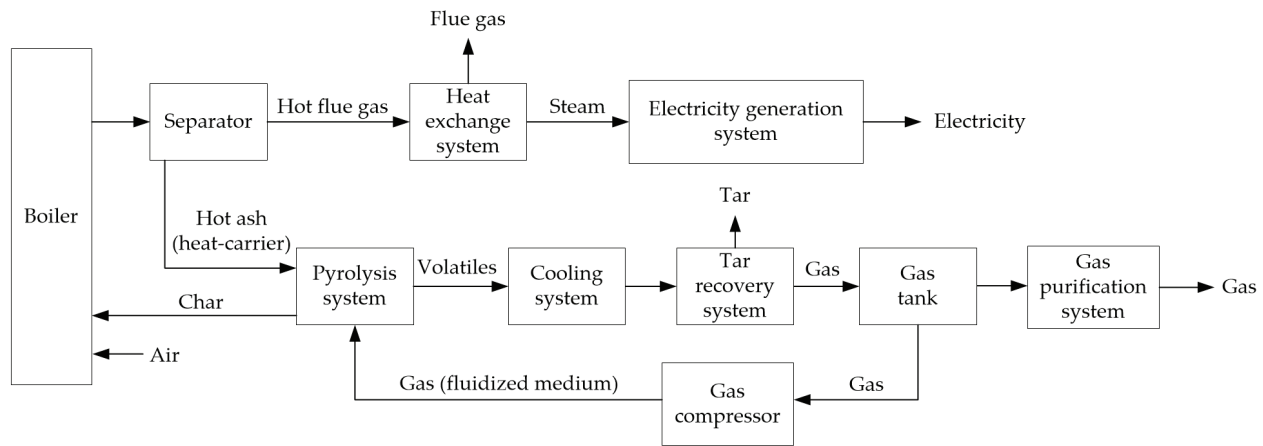 Flue gas
Boiler
Separator
Hot flue gas
Heat
exchange
system
Steam
Electricity generation
system
Electricity
Hot ash
(heat-carrier)
Tar
Pyrolysis
system
Volatiles
Cooling
system
Tar
recovery
system
Gas
Gas
tank
Gas
purification
system
Gas
Char
Air
Gas (fluidized medium)
Gas
compressor
Gas